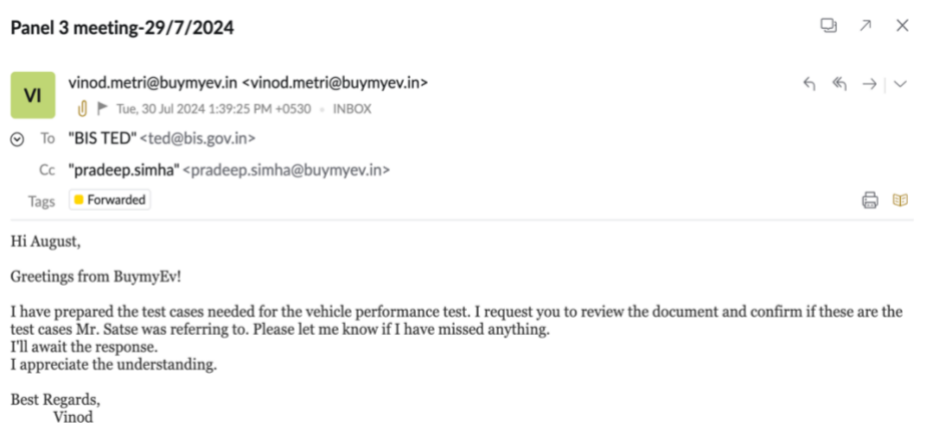 Panel 3 meeting-29/7/2024
VI
vinod.metri@buymyev.in <vinod.metri@buymyev.in>
Tue, 30 Jul 2024 1:39:25 PM +0530 • INBOX
To "BIS TED" <ted@bis.gov.in>
Cc "pradeep.simha" <pradeep.simha@buymyev.in>
Tags Forwarded
Hi August,
Greetings from BuymyEv!
I have prepared the test cases needed for the vehicle performance test. I request you to review the document and confirm if these are the
test cases Mr. Satse was referring to. Please let me know if I have missed anything.
I'll await the response.
I appreciate the understanding.
Best Regards,
Vinod